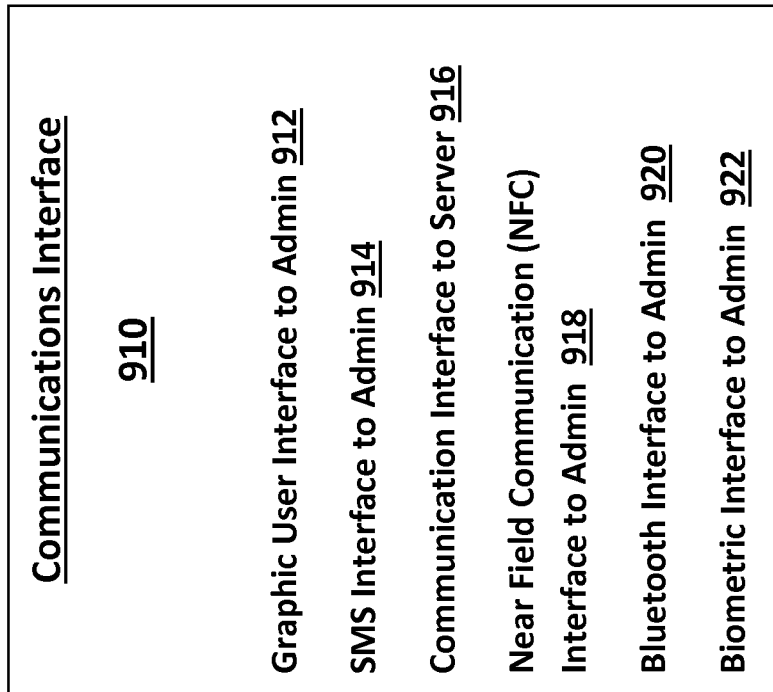 Communications Interface
910
Graphic User Interface to Admin 912
SMS Interface to Admin 914
Communication Interface to Server 916
Near Field Communication (NFC)
Interface to Admin 918
Bluetooth Interface to Admin 920
Biometric Interface to Admin 922